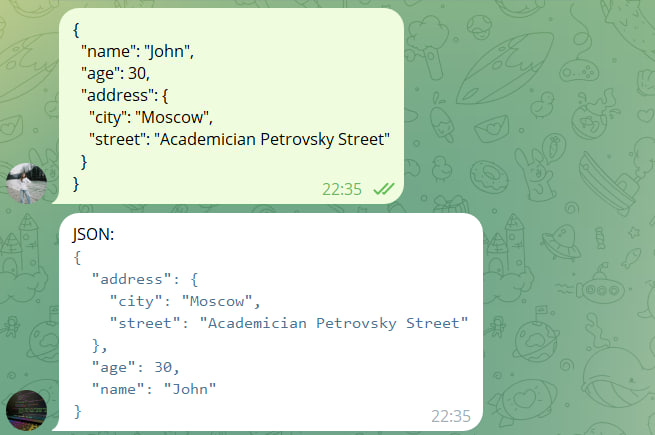 {
  "name": "John",
  "age": 30,
  "address": {
    "city": "Moscow",
    "street": "Academician Petrovsky Street"
  }
}
22:35
JSON:
{
  "address": {
    "city": "Moscow",
    "street": "Academician Petrovsky Street"
  },
  "age": 30,
  "name": "John"
}
22:35